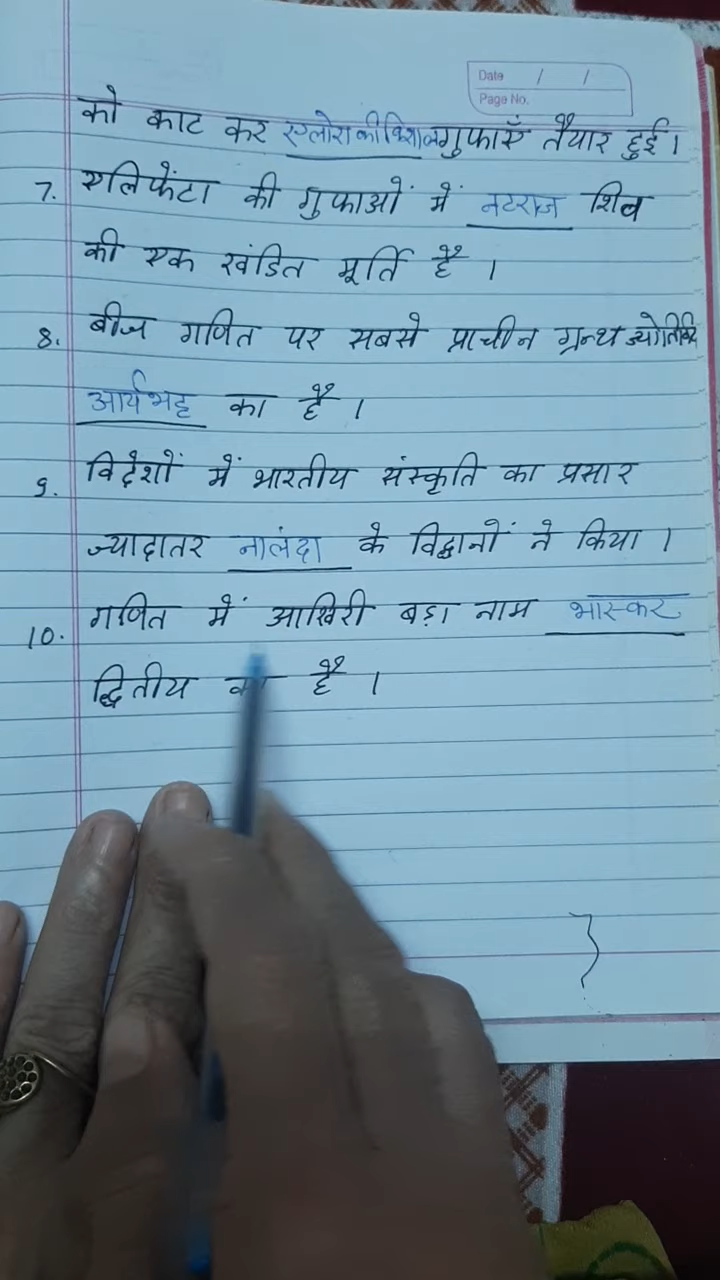 Date / /
Page No.
को काट कर एलोरा की विशाल गुफाएँ तैयार हुई।
7. एलिफेंटा की गुफाओं में नटराज शिव
की एक खंडित मूर्ति है ।
8. बीज गणित पर सबसे प्राचीन ग्रन्थ ज्योतिर्विद
आर्यभट्ट का है ।
9. विदेशों में भारतीय संस्कृति का प्रसार
ज्यादातर नालंदा के विद्वानों ने किया ।
10. गणित में आखिरी बड़ा नाम भास्कर
द्वितीय का है ।